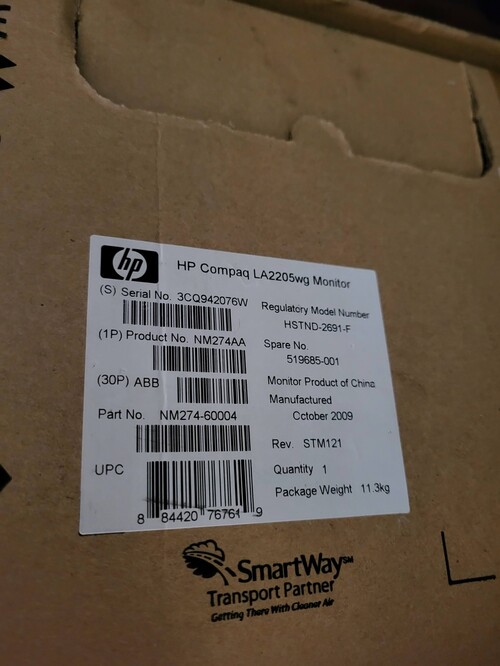 hp
HP Compaq LA2205wg Monitor
(S) Serial No. 3CQ942076W
Regulatory Model Number
HSTND-2691-F
(1P) Product No. NM274AA
Spare No.
519685-001
(30P) ABB
Monitor Product of China
Manufactured
October 2009
Part No. NM274-60004
Rev. STM121
UPC
Quantity 1
Package Weight 11.3kg
8 84420 76761 9
SmartWay SM
Transport Partner
Getting There With Cleaner Air